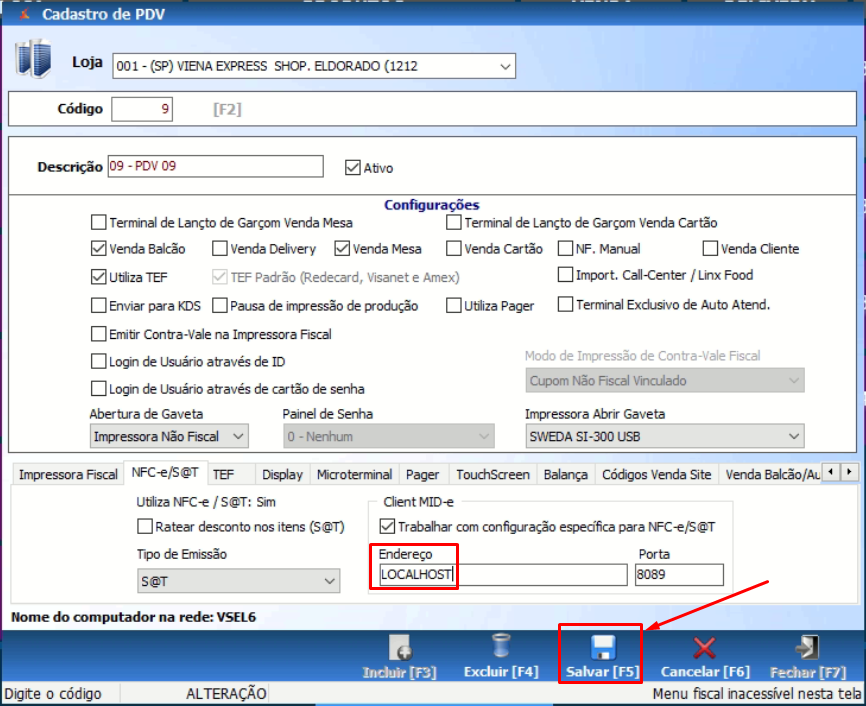 Cadastro de PDV
Loja 001 - (SP) VIENA EXPRESS SHOP. ELDORADO (1212
Código 9 [F2]
Descrição 09 - PDV 09 Ativo
Configurações
Terminal de Lançto de Garçom Venda Mesa Terminal de Lançto de Garçom Venda Cartão
Venda Balcão Venda Delivery Venda Mesa Venda Cartão NF. Manual Venda Cliente
Utiliza TEF TEF Padrão (Redecard, Visanet e Amex) Import. Call-Center / Linx Food
Enviar para KDS Pausa de impressão de produção Utiliza Pager Terminal Exclusivo de Auto Atend.
Emitir Contra-Vale na Impressora Fiscal
Login de Usuário através de ID Modo de Impressão de Contra-Vale Fiscal
Login de Usuário através de cartão de senha Cupom Não Fiscal Vinculado
Abertura de Gaveta Painel de Senha Impressora Abrir Gaveta
Impressora Não Fiscal 0 - Nenhum SWEDA SI-300 USB
Impressora Fiscal NFC-e/S@T TEF Display Microterminal Pager TouchScreen Balança Códigos Venda Site Venda Balcão/Au
Utiliza NFC-e / S@T: Sim Client MID-e
Ratear desconto nos itens (S@T) Trabalhar com configuração específica para NFC-e/S@T
Tipo de Emissão Endereço Porta
S@T LOCALHOST 8089
Nome do computador na rede: VSEL6
Incluir [F3] Excluir [F4] Salvar [F5] Cancelar [F6] Fechar [F7]
Digite o código ALTERAÇÃO Menu fiscal inacessível nesta tela